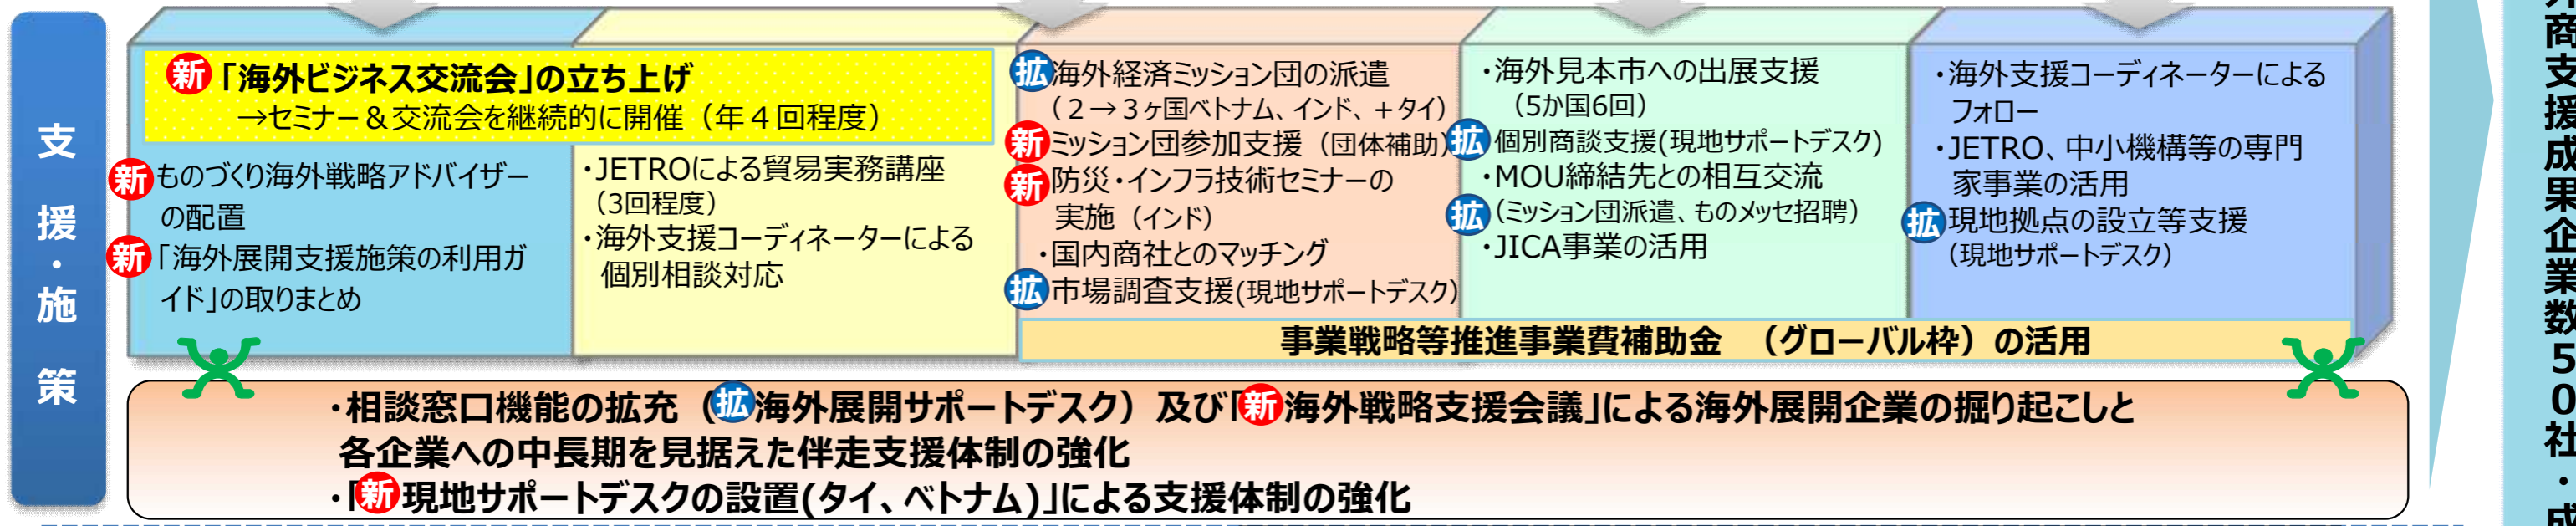 支援・施策
新「海外ビジネス交流会」の立ち上げ
→セミナー＆交流会を継続的に開催（年４回程度）
新ものづくり海外戦略アドバイザー
の配置
新「海外展開支援施策の利用ガ
イド」の取りまとめ
・JETROによる貿易実務講座
（3回程度）
・海外支援コーディネーターによる
個別相談対応
拡海外経済ミッション団の派遣
（２→３ヶ国ベトナム、インド、＋タイ）
新ミッション団参加支援（団体補助）
新防災・インフラ技術セミナーの
実施（インド）
・国内商社とのマッチング
拡市場調査支援(現地サポートデスク)
・海外見本市への出展支援
（5か国6回）
拡個別商談支援(現地サポートデスク)
・MOU締結先との相互交流
拡（ミッション団派遣、ものメッセ招聘）
・JICA事業の活用
・海外支援コーディネーターによる
フォロー
・JETRO、中小機構等の専門
家事業の活用
拡現地拠点の設立等支援
（現地サポートデスク）
事業戦略等推進事業費補助金　（グローバル枠）の活用
・相談窓口機能の拡充（拡海外展開サポートデスク）及び「新海外戦略支援会議」による海外展開企業の掘り起こしと
各企業への中長期を見据えた伴走支援体制の強化
・「新現地サポートデスクの設置(タイ、ベトナム)」による支援体制の強化
商支援成果企業数５０社・